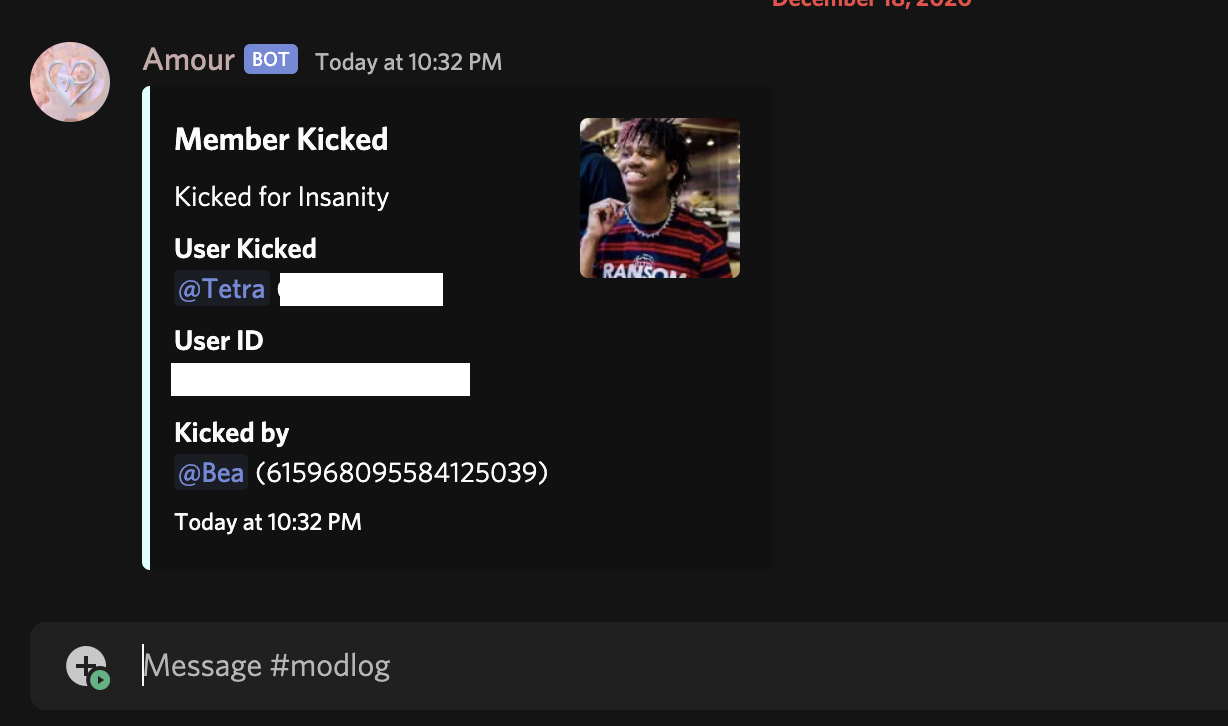 December 18, 2020
Amour BOT Today at 10:32 PM
Member Kicked
Kicked for Insanity
User Kicked
@Tetra
User ID
Kicked by
@Bea (615968095584125039)
Today at 10:32 PM
RANSOM
Message #modlog